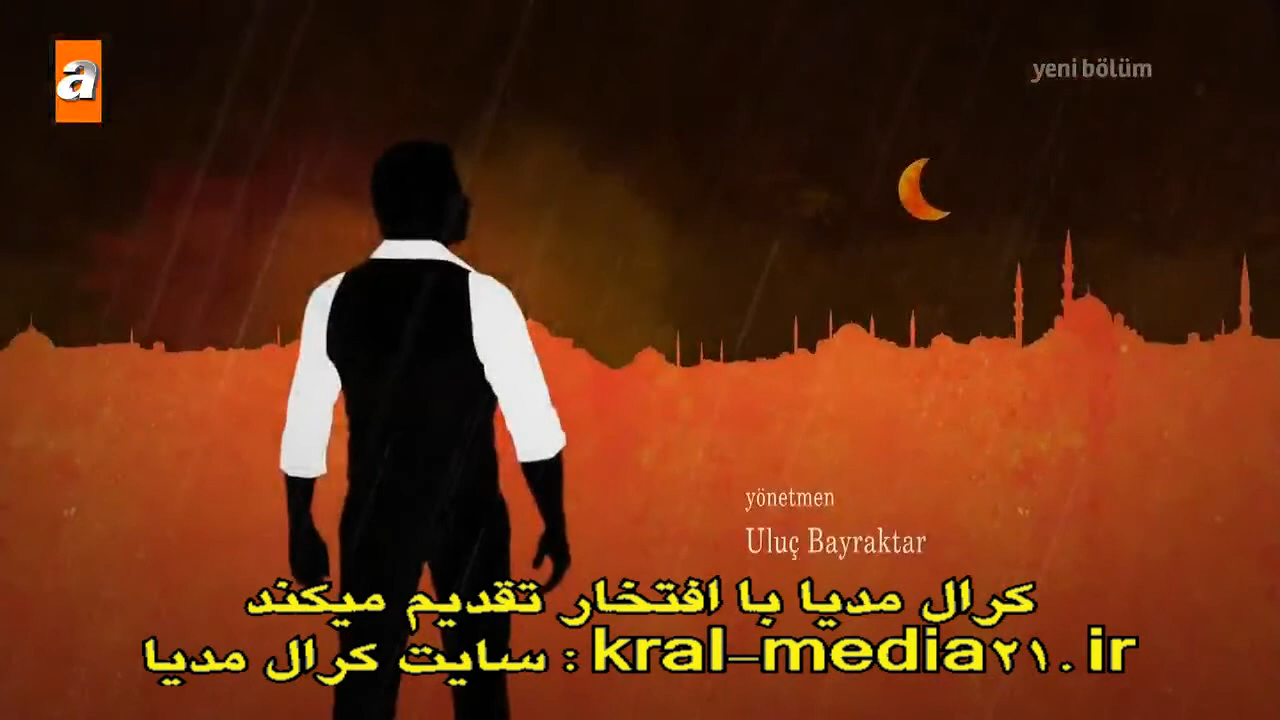 a
yeni bölüm
yönetmen
Uluç Bayraktar
کرال مدیا با افتخار تقدیم میکند
سایت کرال مدیا : kral-media۲۱.ir